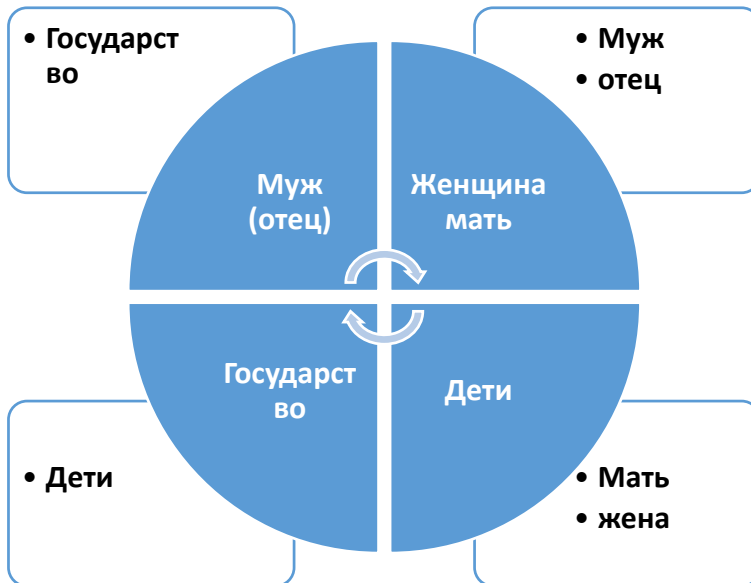 • Государст
во
• Муж
• отец
Муж
(отец)
Женщина
мать
Государст
во
Дети
• Дети
• Мать
• жена